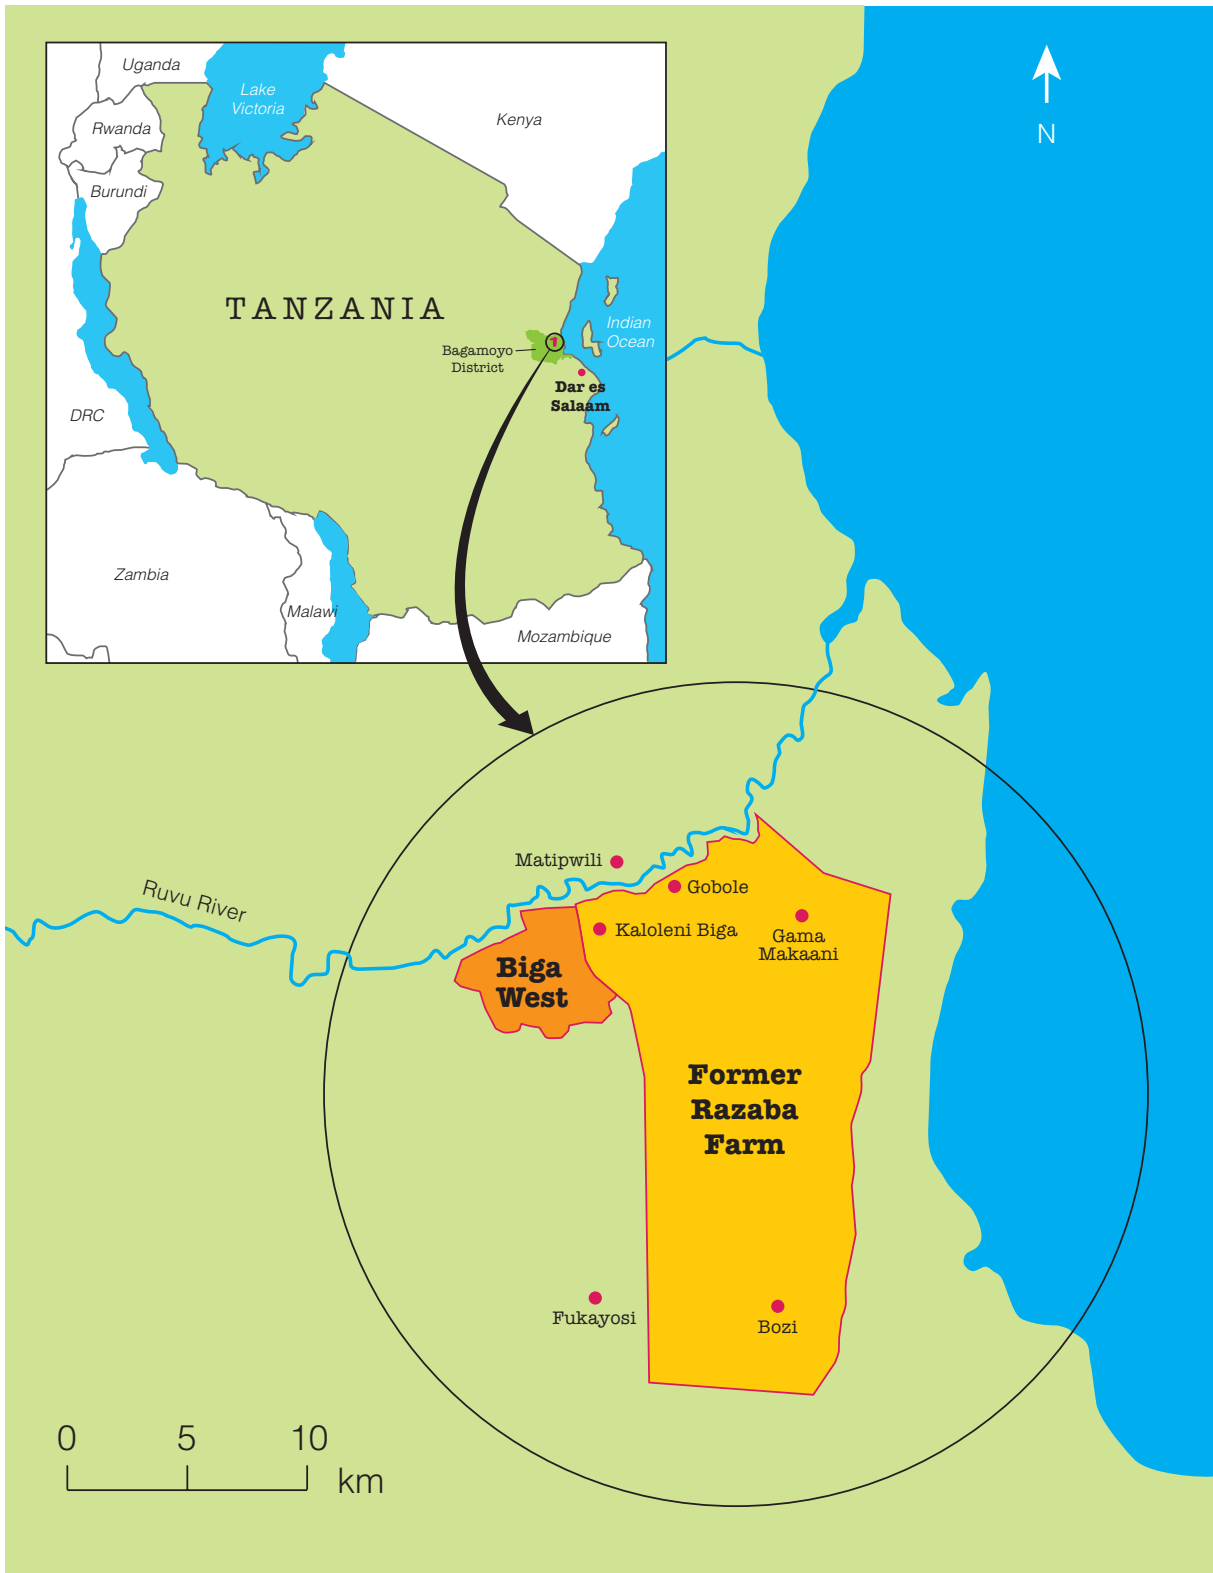 Uganda
Lake
Victoria
Kenya
Rwanda
Burundi
TANZANIA
Indian
Ocean
1
Bagamoyo
District
Dar es
Salaam
DRC
Zambia
Malawi
Mozambique
N
Matipwili
Gobole
Ruvu River
Kaloleni Biga
Gama
Makaani
Biga
West
Former
Razaba
Farm
Fukayosi
Bozi
0 5 10
km